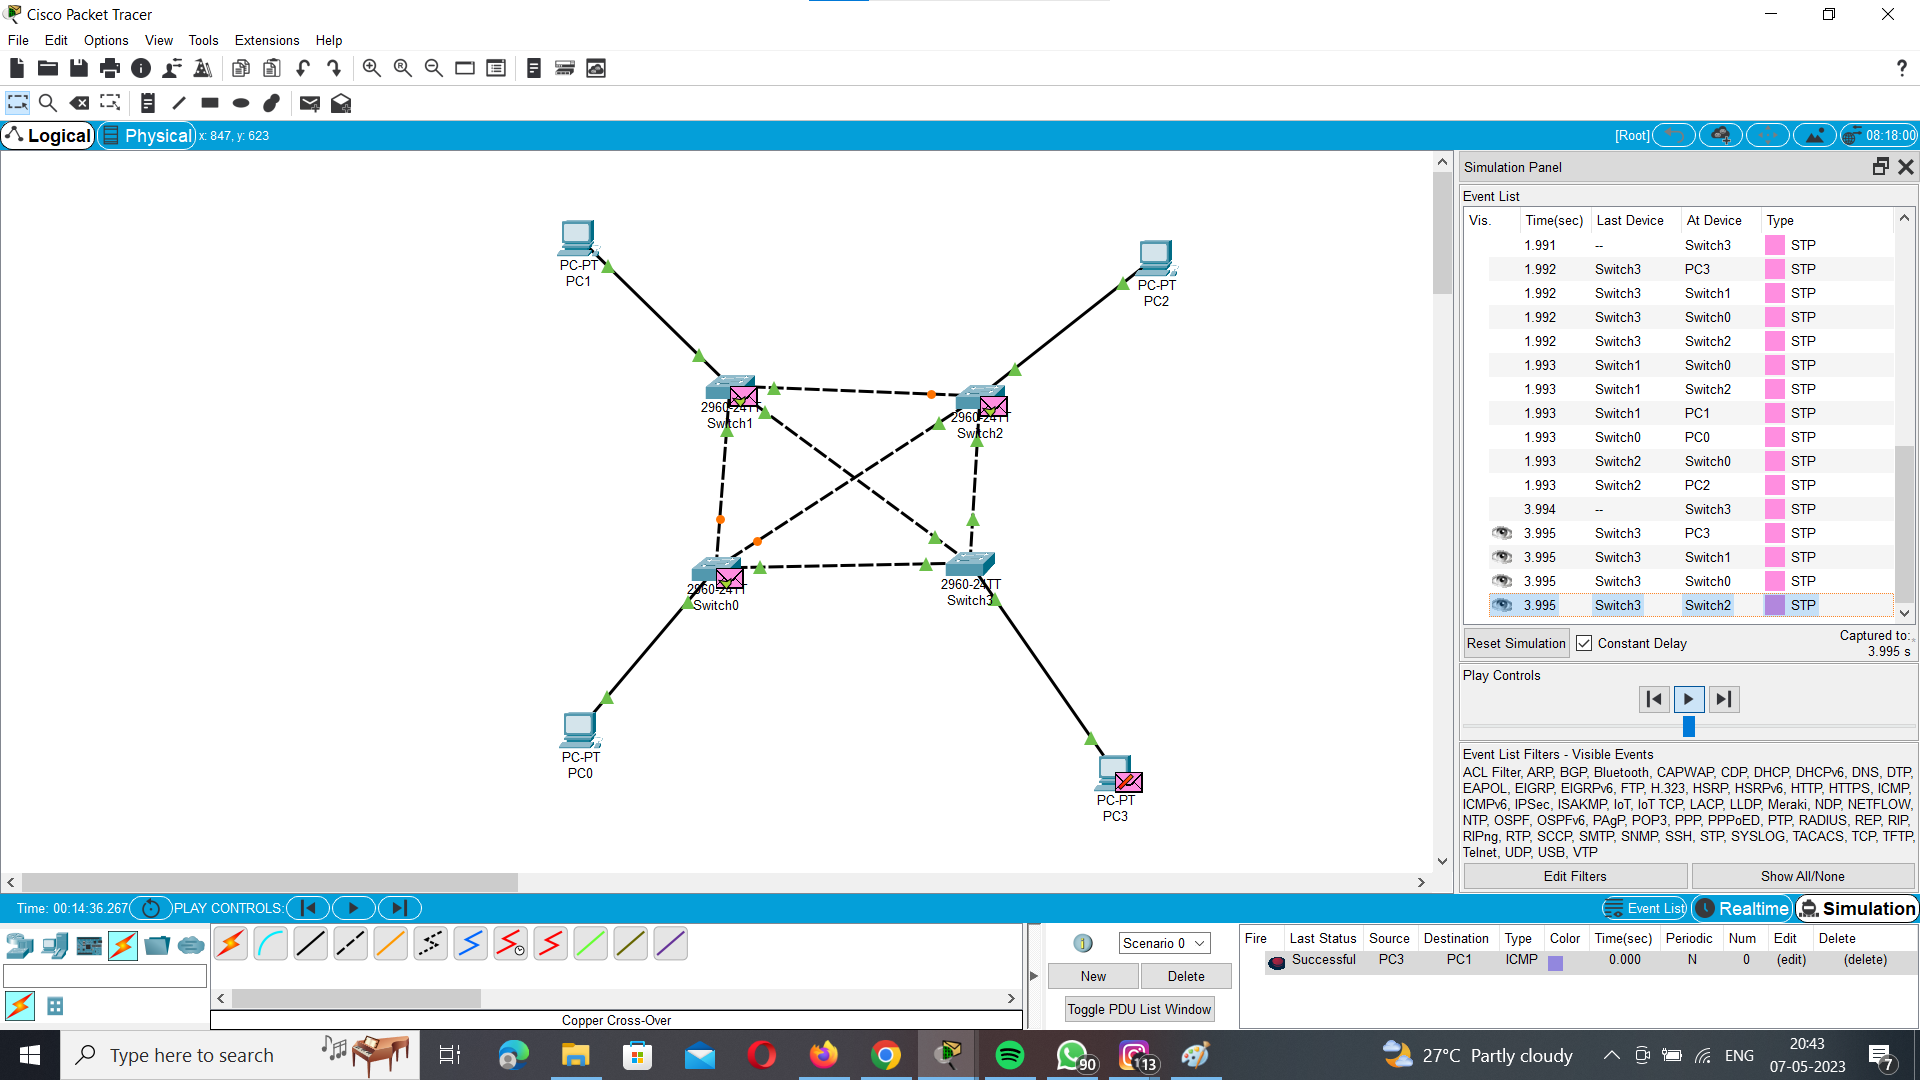 Cisco Packet Tracer
File Edit Options View Tools Extensions Help
?
Logical Physical x: 847, y: 623 [Root] 08:18:00
Simulation Panel
Event List
Vis. Time(sec) Last Device At Device Type
1.991 -- Switch3 STP
1.992 Switch3 PC3 STP
1.992 Switch3 Switch1 STP
1.992 Switch3 Switch0 STP
1.992 Switch3 Switch2 STP
1.993 Switch1 Switch0 STP
1.993 Switch1 Switch2 STP
1.993 Switch1 PC1 STP
1.993 Switch0 PC0 STP
1.993 Switch2 Switch0 STP
1.993 Switch2 PC2 STP
3.994 -- Switch3 STP
3.995 Switch3 PC3 STP
3.995 Switch3 Switch1 STP
3.995 Switch3 Switch0 STP
3.995 Switch3 Switch2 STP
Reset Simulation Constant Delay Captured to:
3.995 s
Play Controls
Event List Filters - Visible Events
ACL Filter, ARP, BGP, Bluetooth, CAPWAP, CDP, DHCP, DHCPv6, DNS, DTP,
EAPOL, EIGRP, EIGRPv6, FTP, H.323, HSRP, HSRPv6, HTTP, HTTPS, ICMP,
ICMPv6, IPSec, ISAKMP, IoT, IoT TCP, LACP, LLDP, Meraki, NDP, NETFLOW,
NTP, OSPF, OSPFv6, PAgP, POP3, PPP, PPPoED, PTP, RADIUS, REP, RIP,
RIPng, RTP, SCCP, SMTP, SNMP, SSH, STP, SYSLOG, TACACS, TCP, TFTP,
Telnet, UDP, USB, VTP
Edit Filters Show All/None
PC-PT
PC1
PC-PT
PC2
2960-24TT
Switch1
2960-24TT
Switch2
2960-24TT
Switch0
2960-24TT
Switch3
PC-PT
PC0
PC-PT
PC3
Time: 00:14:36.267 PLAY CONTROLS: Event List Realtime Simulation
Copper Cross-Over
Scenario 0
New Delete
Toggle PDU List Window
Fire Last Status Source Destination Type Color Time(sec) Periodic Num Edit Delete
Successful PC3 PC1 ICMP 0.000 N 0 (edit) (delete)
Type here to search 90 113 27°C Partly cloudy ENG 20:43
07-05-2023 7